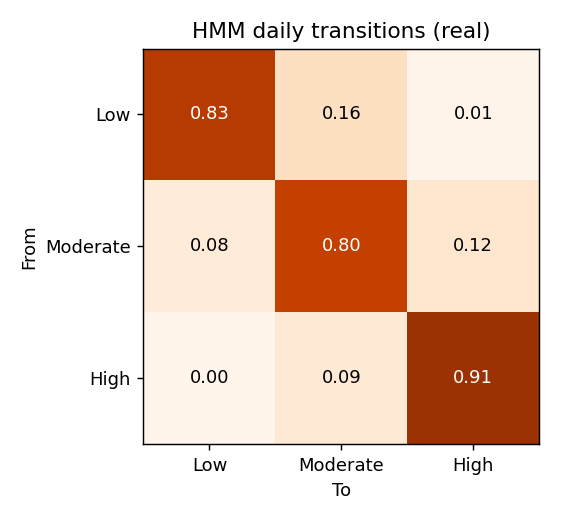 HMM daily transitions (real)
Low 0.83 0.16 0.01
Moderate 0.08 0.80 0.12
High 0.00 0.09 0.91
From
Low Moderate High
To